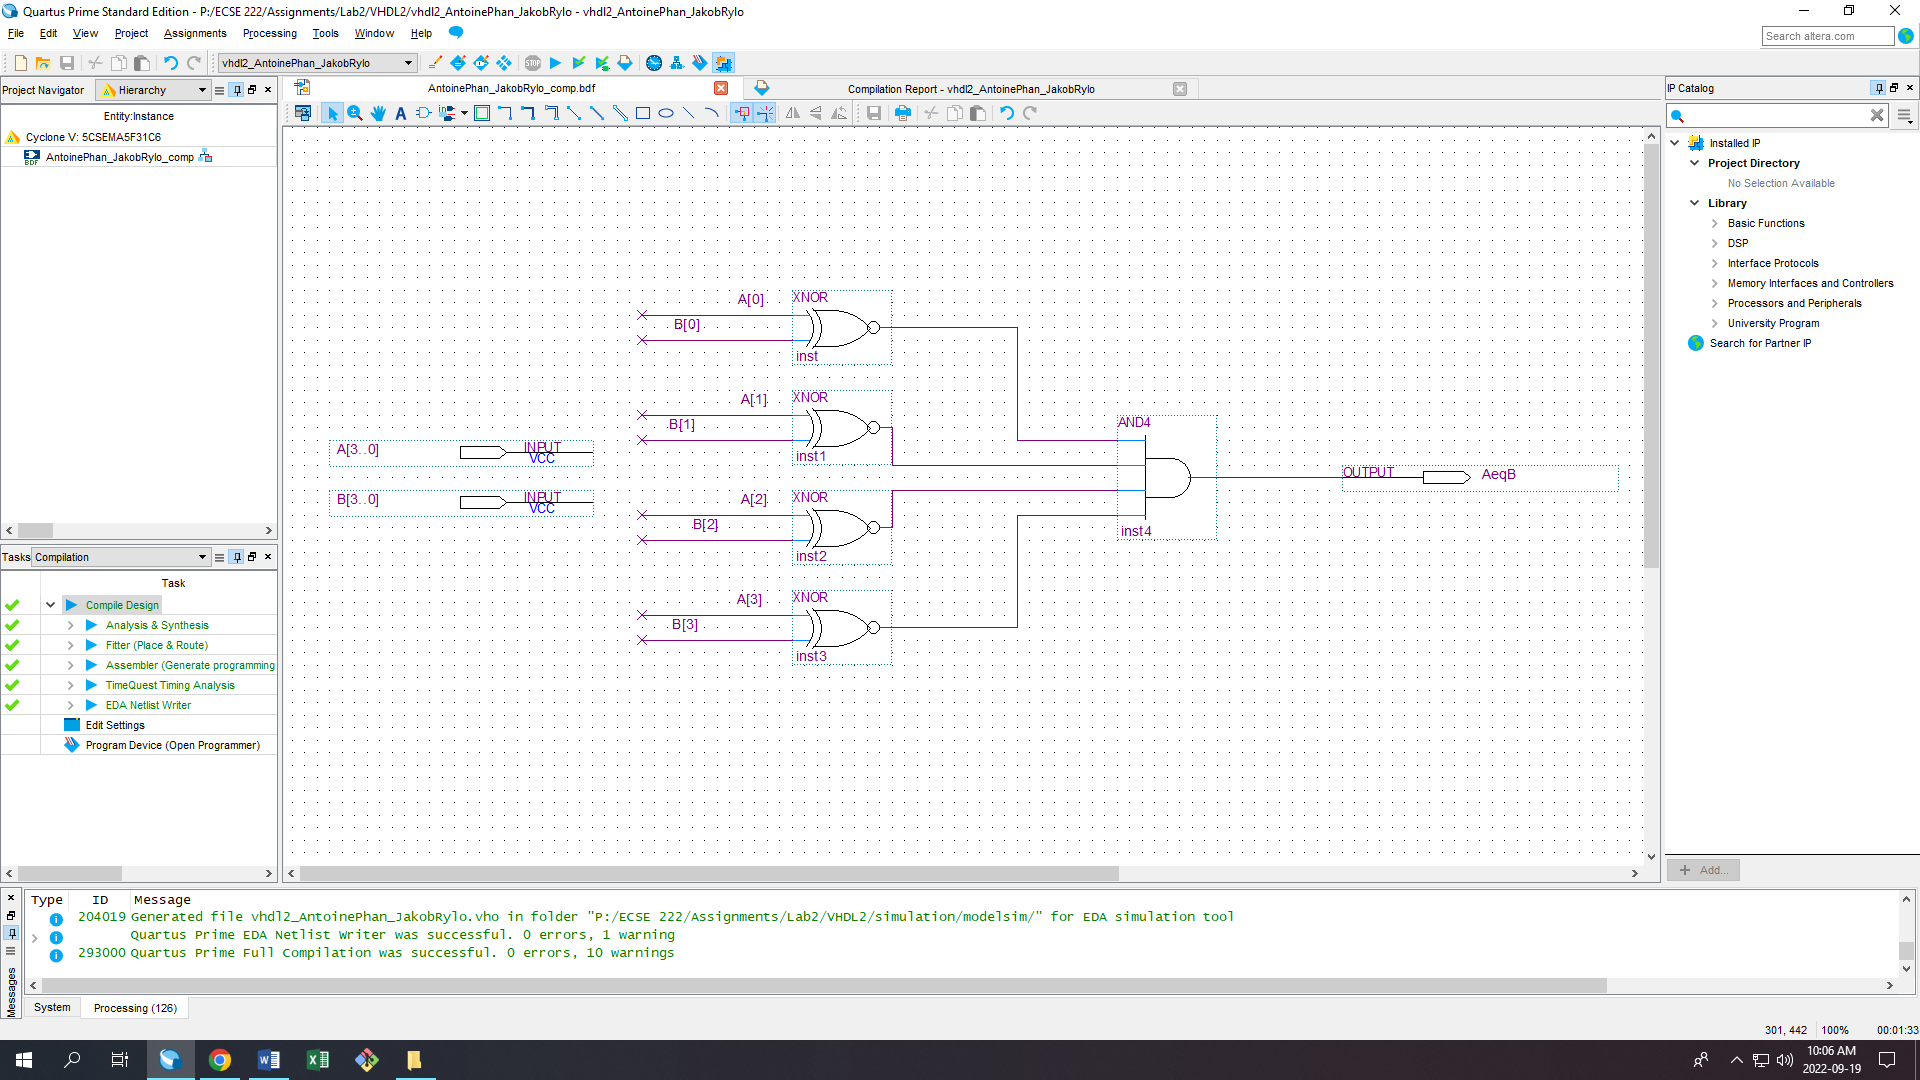 Quartus Prime Standard Edition - P:/ECSE 222/Assignments/Lab2/VHDL2/vhdl2_AntoinePhan_JakobRylo - vhdl2_AntoinePhan_JakobRylo
File Edit View Project Assignments Processing Tools Window Help
Search altera.com
vhdl2_AntoinePhan_JakobRylo
STOP
Project Navigator
Hierarchy
Entity:Instance
Cyclone V: 5CSEMA5F31C6
BDF
AntoinePhan_JakobRylo_comp
Tasks
Compilation
Task
Compile Design
Analysis & Synthesis
Fitter (Place & Route)
Assembler (Generate programming
TimeQuest Timing Analysis
EDA Netlist Writer
Edit Settings
Program Device (Open Programmer)
AntoinePhan_JakobRylo_comp.bdf
Compilation Report - vhdl2_AntoinePhan_JakobRylo
A
A[0]
XNOR
B[0]
inst
A[1]
XNOR
B[1]
inst1
A[3..0]
INPUT
VCC
B[3..0]
INPUT
VCC
A[2]
XNOR
B[2]
inst2
A[3]
XNOR
B[3]
inst3
AND4
inst4
OUTPUT
AeqB
IP Catalog
Installed IP
Project Directory
No Selection Available
Library
Basic Functions
DSP
Interface Protocols
Memory Interfaces and Controllers
Processors and Peripherals
University Program
Search for Partner IP
Add...
Messages
Type ID Message
204019 Generated file vhdl2_AntoinePhan_JakobRylo.vho in folder "P:/ECSE 222/Assignments/Lab2/VHDL2/simulation/modelsim/" for EDA simulation tool
Quartus Prime EDA Netlist Writer was successful. 0 errors, 1 warning
293000 Quartus Prime Full Compilation was successful. 0 errors, 10 warnings
System
Processing (126)
301, 442 100% 00:01:33
10:06 AM
2022-09-19